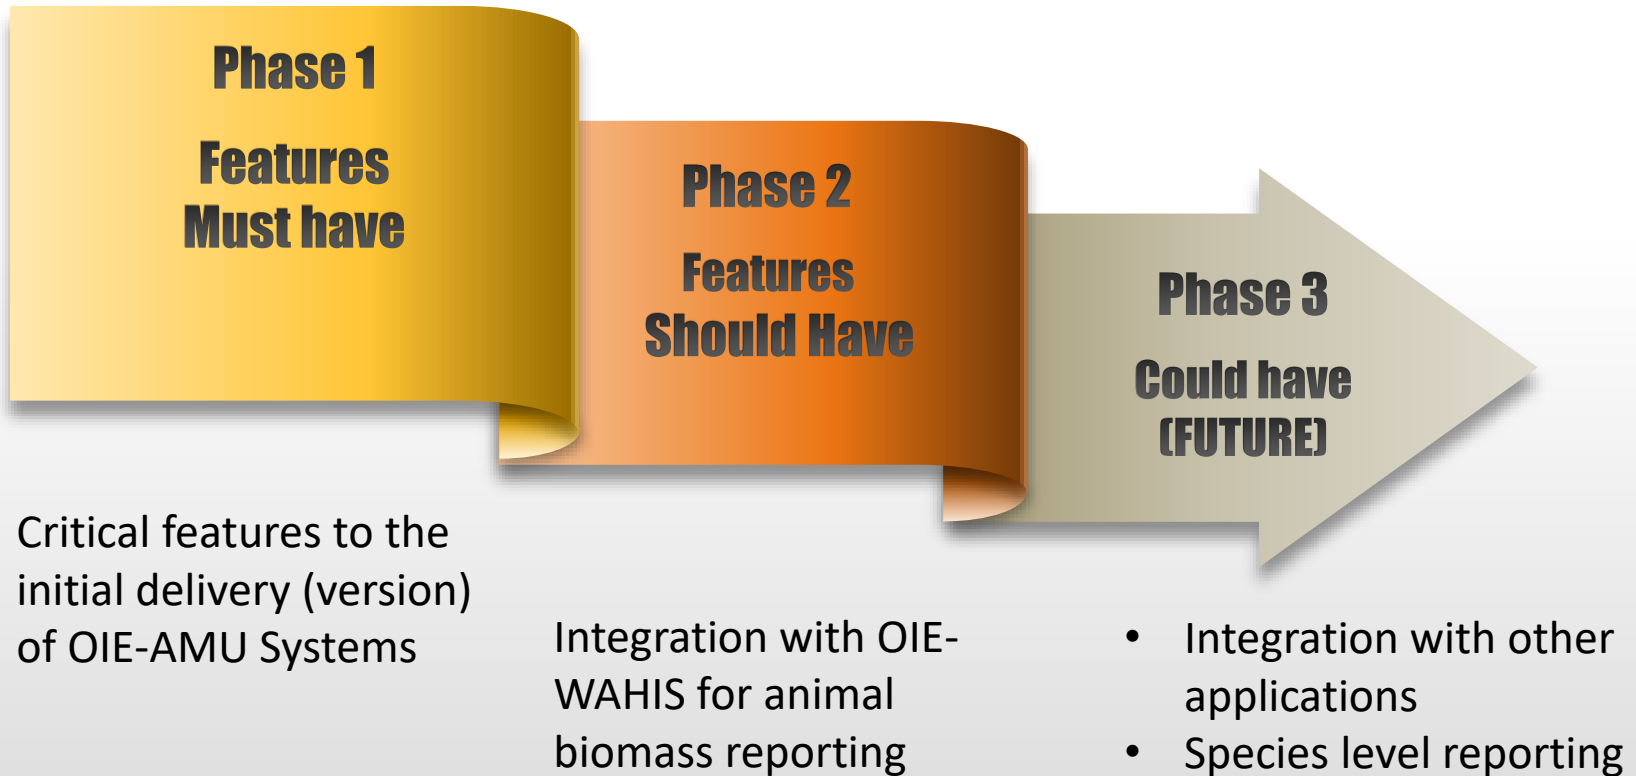 Phase 1
Features
Must have
Phase 2
Features
Should Have
Phase 3
Could have
(FUTURE)
Critical features to the
initial delivery (version)
of OIE-AMU Systems
Integration with OIE-
WAHIS for animal
biomass reporting
• Integration with other
applications
• Species level reporting